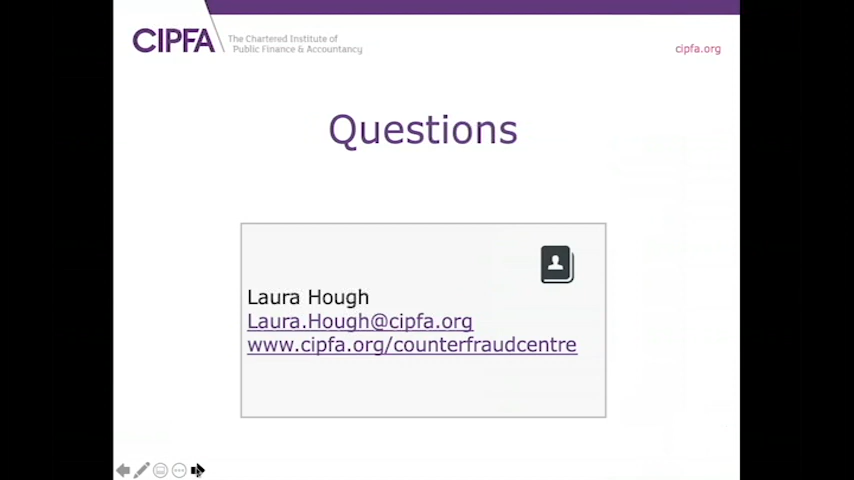 CIPFA
The Chartered Institute of
Public Finance & Accountancy
cipfa.org
Questions
Laura Hough
Laura.Hough@cipfa.org
www.cipfa.org/counterfraudcentre